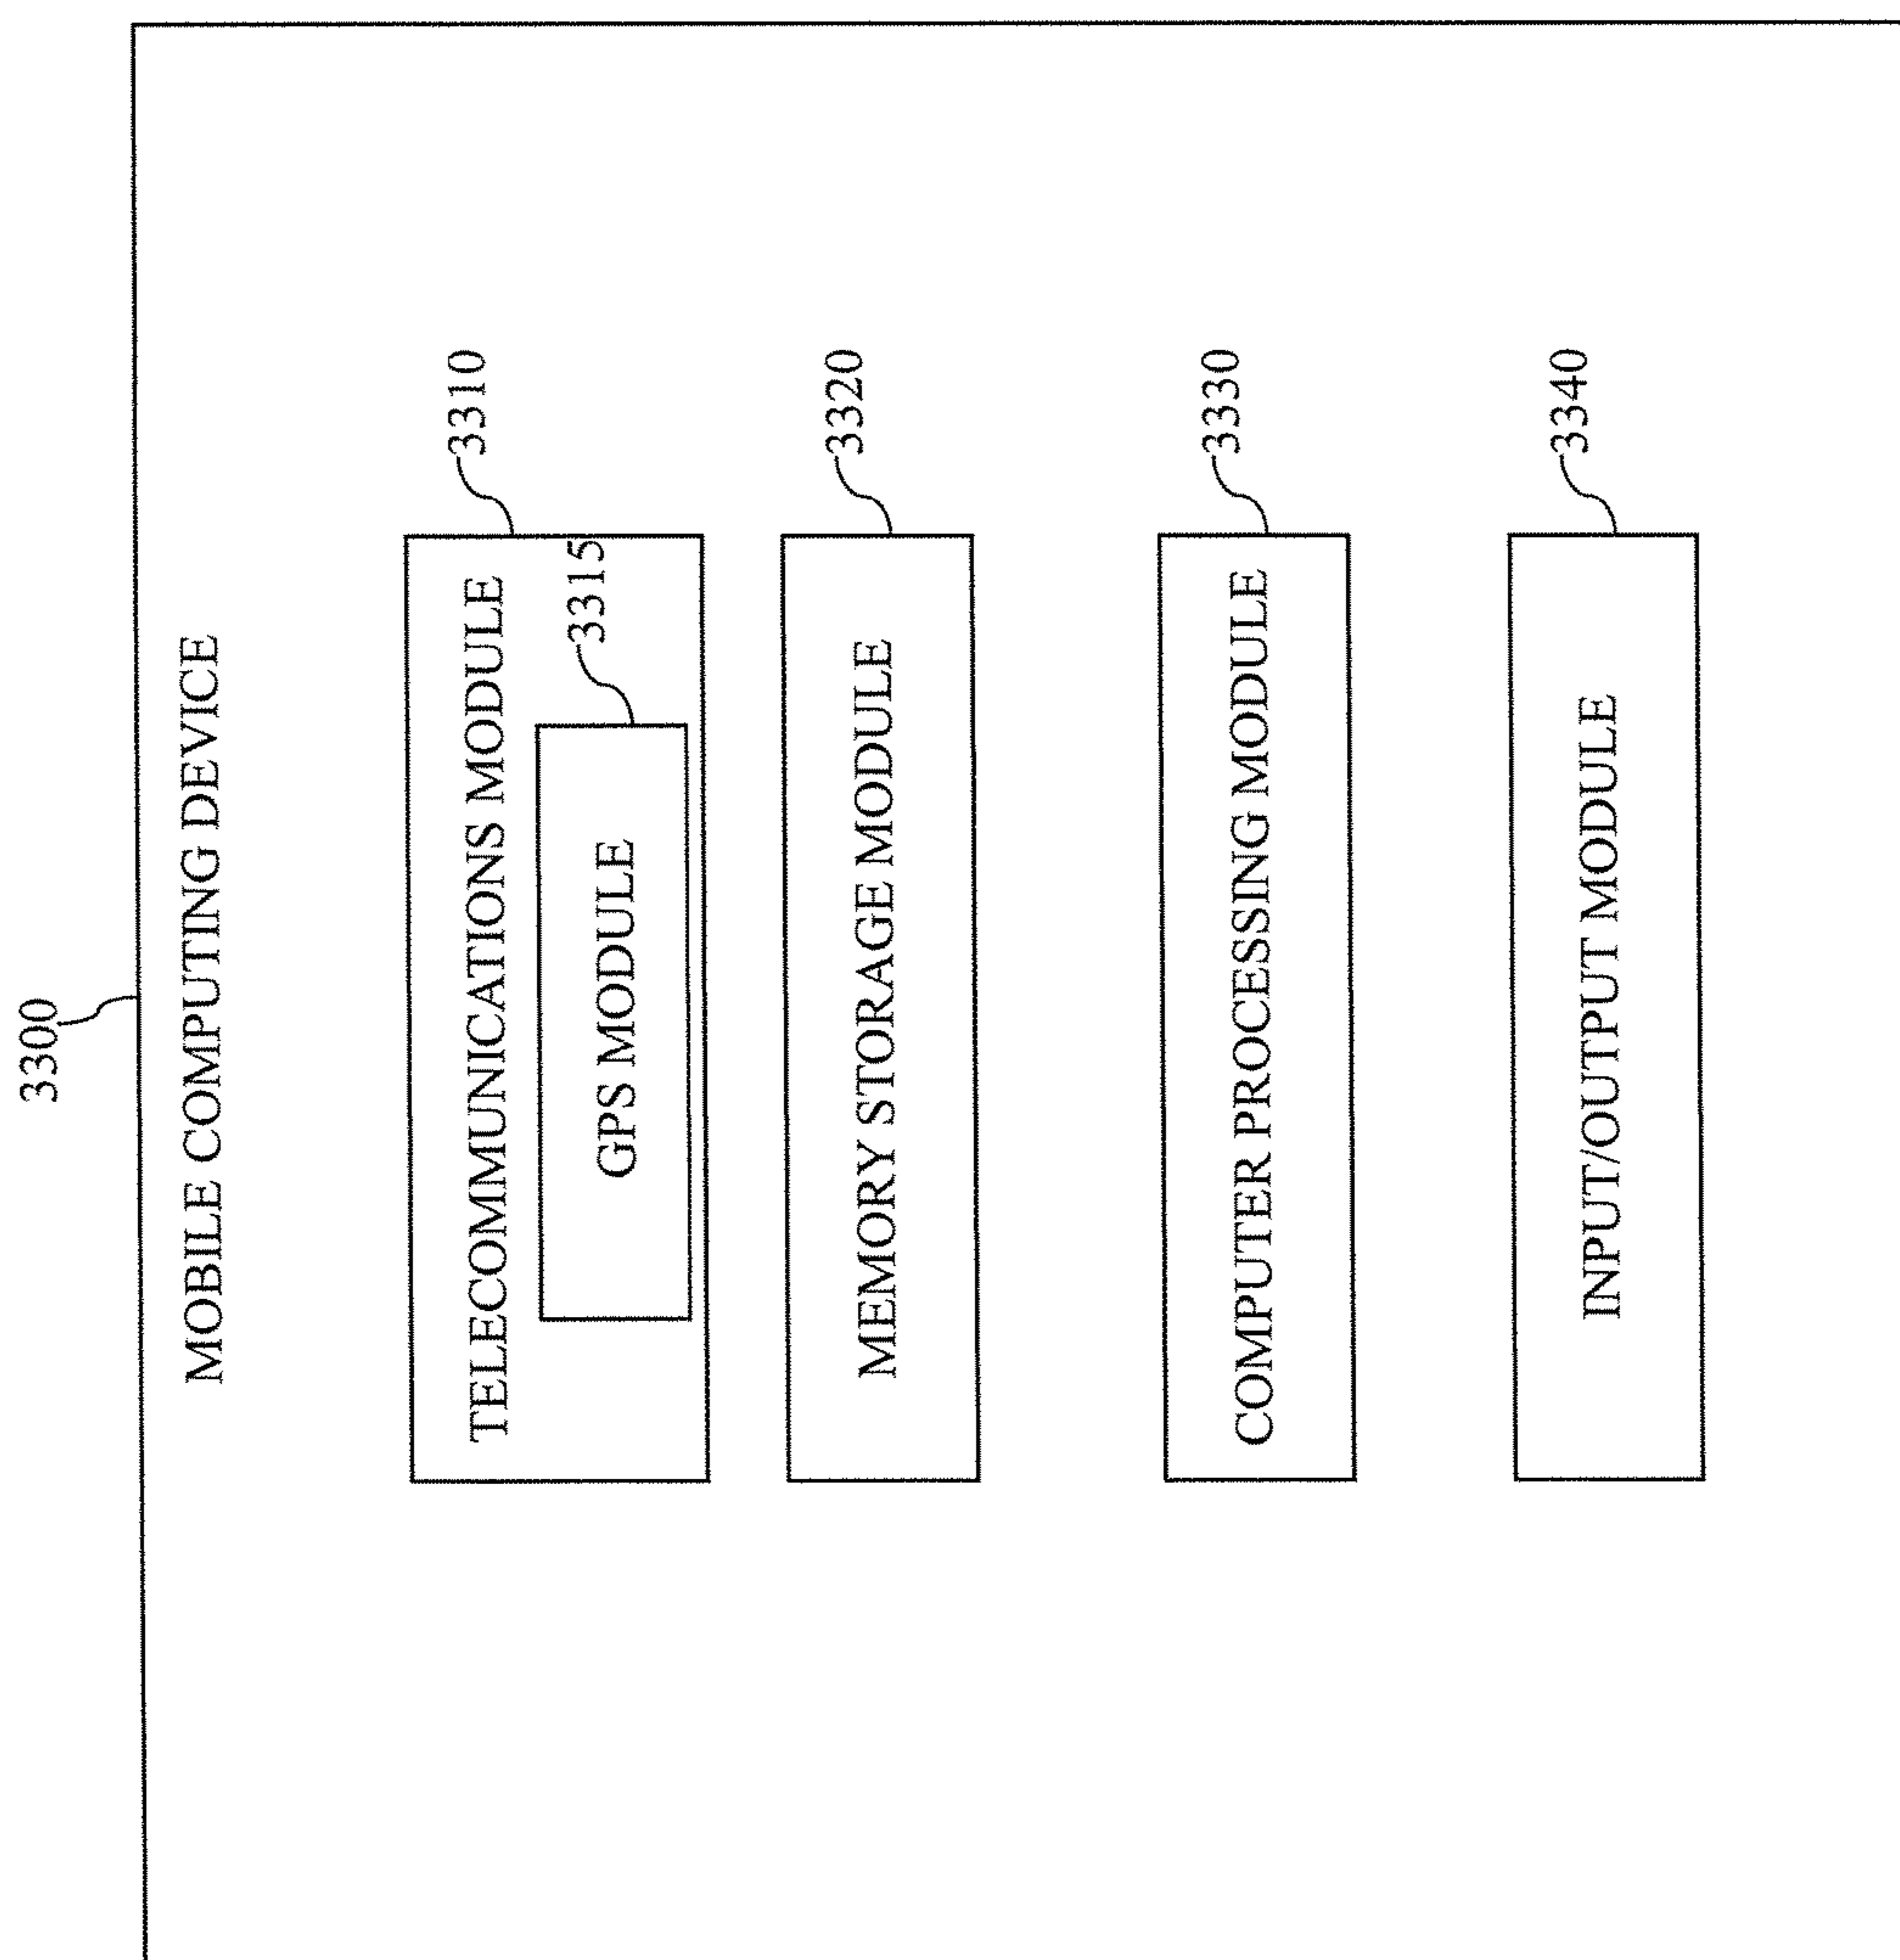 3300
MOBILE COMPUTING DEVICE
3310
TELECOMMUNICATIONS MODULE
3315
GPS MODULE
3320
MEMORY STORAGE MODULE
3330
COMPUTER PROCESSING MODULE
3340
INPUT/OUTPUT MODULE